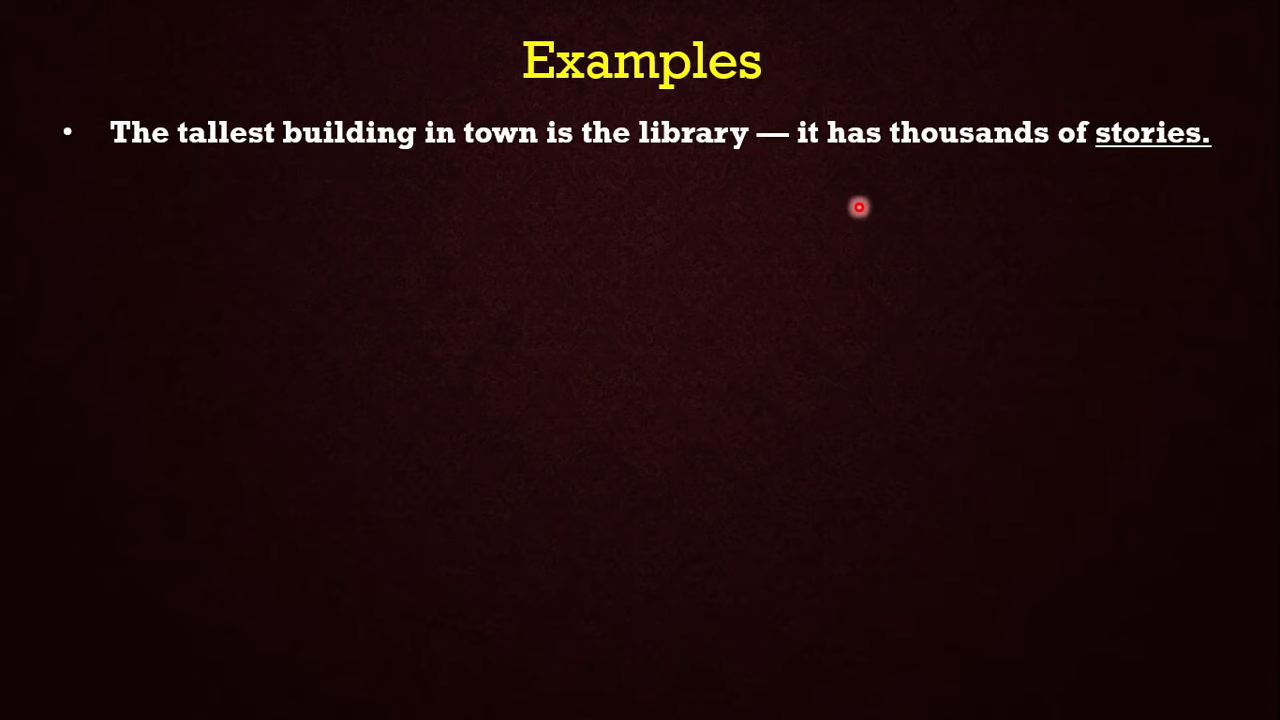 Examples
• The tallest building in town is the library — it has thousands of stories.